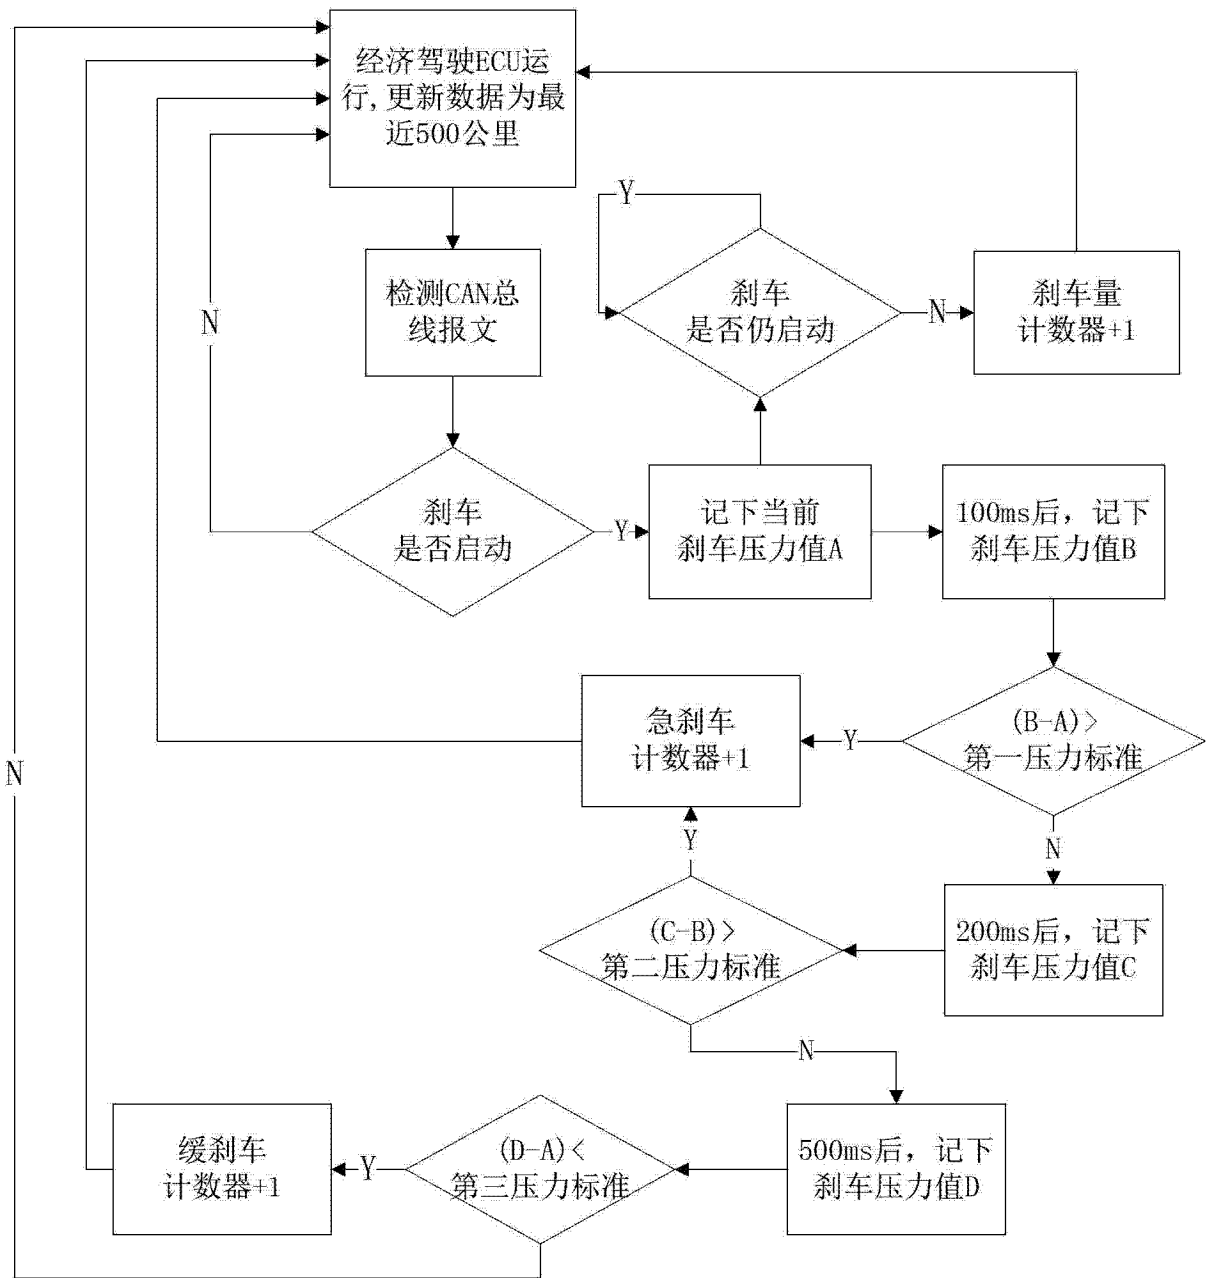 经济驾驶ECU运
行,更新数据为最
近500公里
Y
检测CAN总
线报文
刹车
是否仍启动
N
刹车量
计数器+1
N
刹车
是否启动
Y
记下当前
刹车压力值A
100ms后，记下
刹车压力值B
急刹车
计数器+1
Y
(B-A)>
第一压力标准
N
Y
N
(C-B)>
第二压力标准
200ms后，记下
刹车压力值C
N
缓刹车
计数器+1
Y
(D-A)<
第三压力标准
500ms后，记下
刹车压力值D